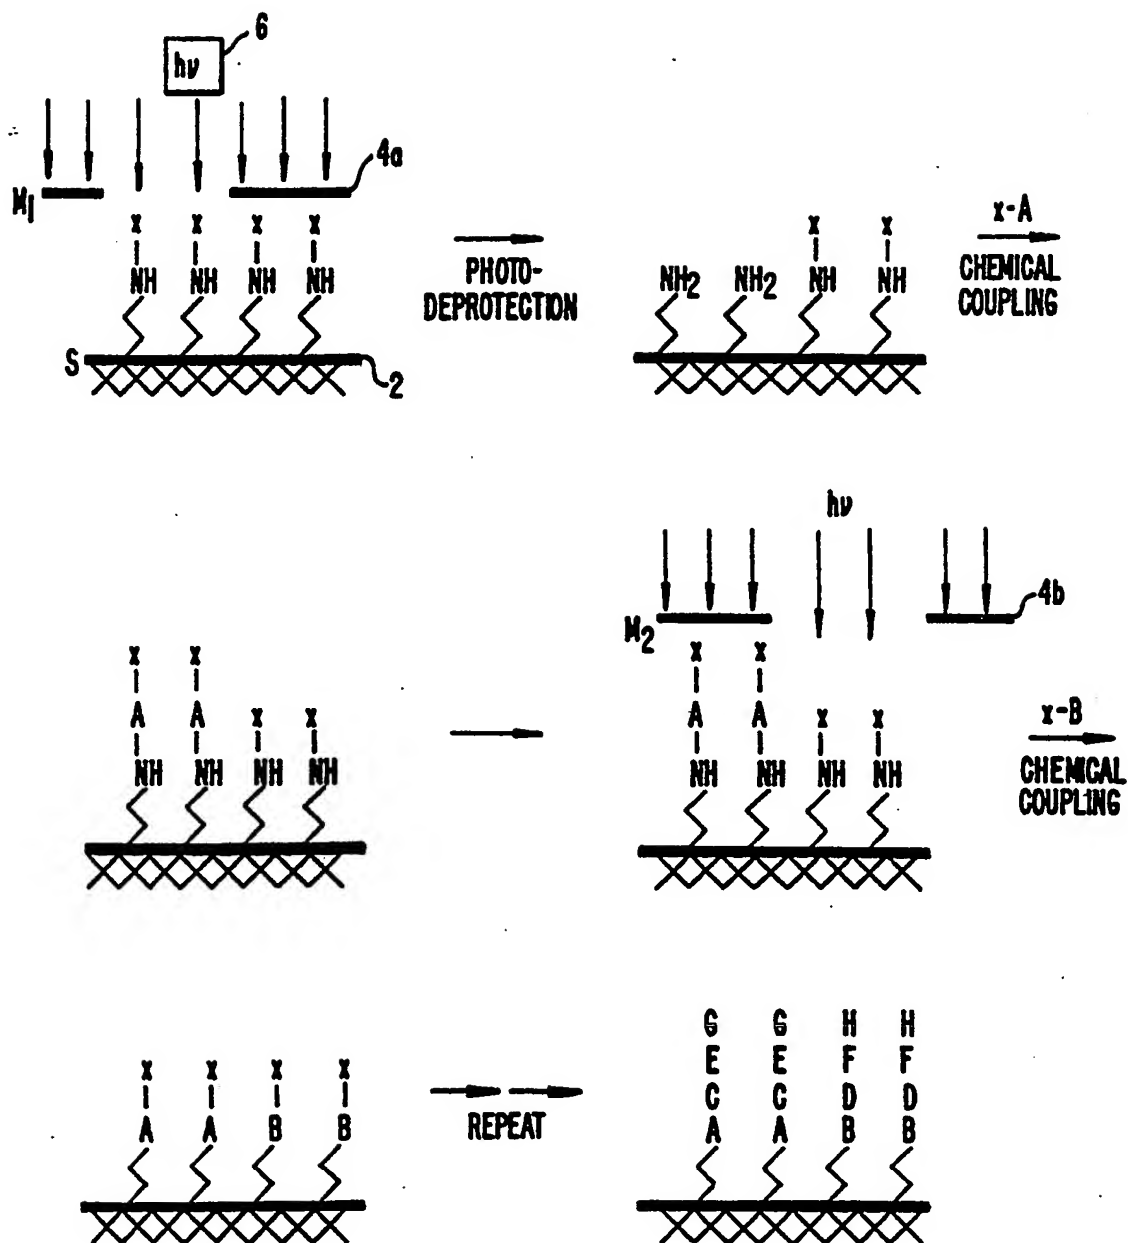 6
hν
4a
M1
x x x x
NH NH NH NH
S
2
PHOTO-
DEPROTECTION
x x
NH2 NH2 NH NH
x-A
CHEMICAL
COUPLING
x x
A A x x
NH NH NH NH
hν
4b
M2
x x
A A x x
NH NH NH NH
x-B
CHEMICAL
COUPLING
x x x x
A A B B
REPEAT
G G H H
E E F F
C C D D
A A B B